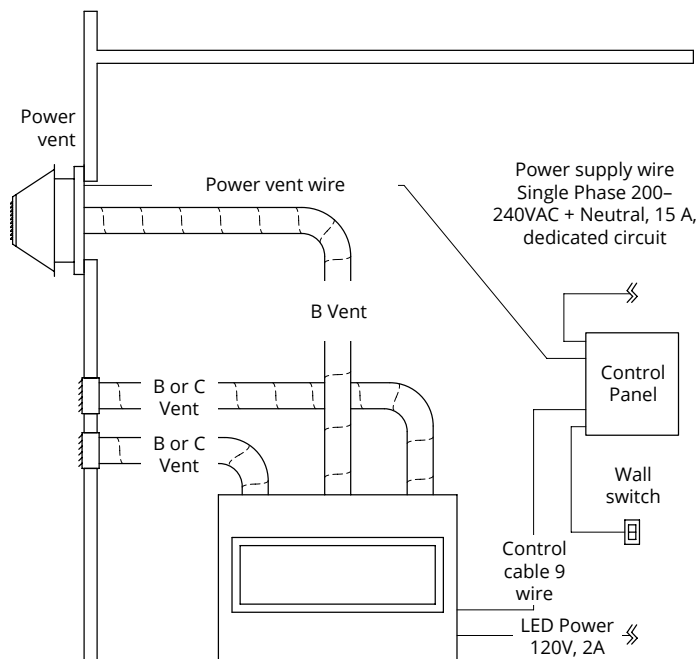 Power
vent
Power vent wire
Power supply wire
Single Phase 200–
240VAC + Neutral, 15 A,
dedicated circuit
B Vent
Control
Panel
B or C
Vent
B or C
Vent
Wall
switch
Control
cable 9
wire
LED Power
120V, 2A